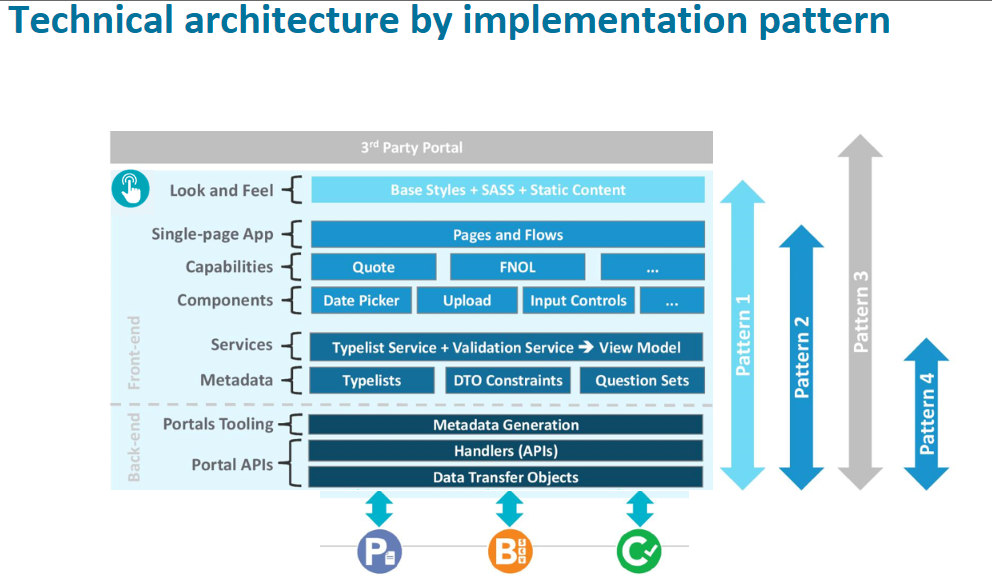 Technical architecture by implementation pattern
3rd Party Portal
Look and Feel
Base Styles + SASS + Static Content
Single-page App
Pages and Flows
Capabilities
Quote
FNOL
...
Components
Date Picker
Upload
Input Controls
...
Services
Typelist Service + Validation Service ➔ View Model
Metadata
Typelists
DTO Constraints
Question Sets
Front-end
Portals Tooling
Metadata Generation
Portal APIs
Handlers (APIs)
Data Transfer Objects
Back-end
Pattern 1
Pattern 2
Pattern 3
Pattern 4
P
B
C